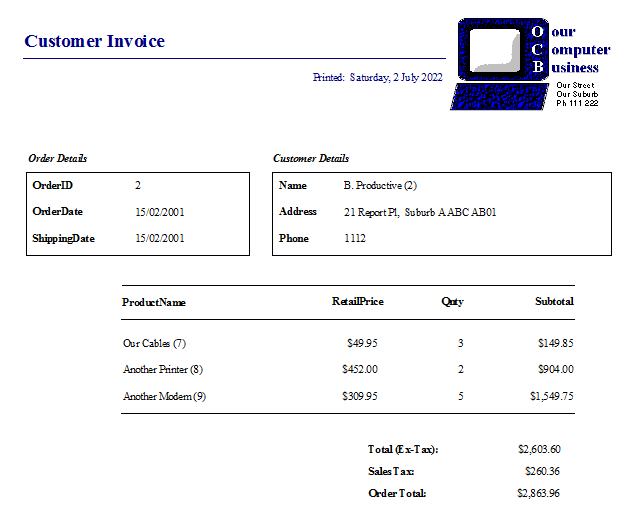 Customer Invoice
Our
Computer
Business
Our Street
Our Suburb
Ph 111 222
Printed: Saturday, 2 July 2022
Order Details
Customer Details
OrderID 2
Name B. Productive (2)
OrderDate 15/02/2001
Address 21 Report Pl, Suburb A ABC AB01
ShippingDate 15/02/2001
Phone 1112
ProductName RetailPrice Qnty Subtotal
Our Cables (7) $49.95 3 $149.85
Another Printer (8) $452.00 2 $904.00
Another Modem (9) $309.95 5 $1,549.75
Total (Ex-Tax): $2,603.60
Sales Tax: $260.36
Order Total: $2,863.96